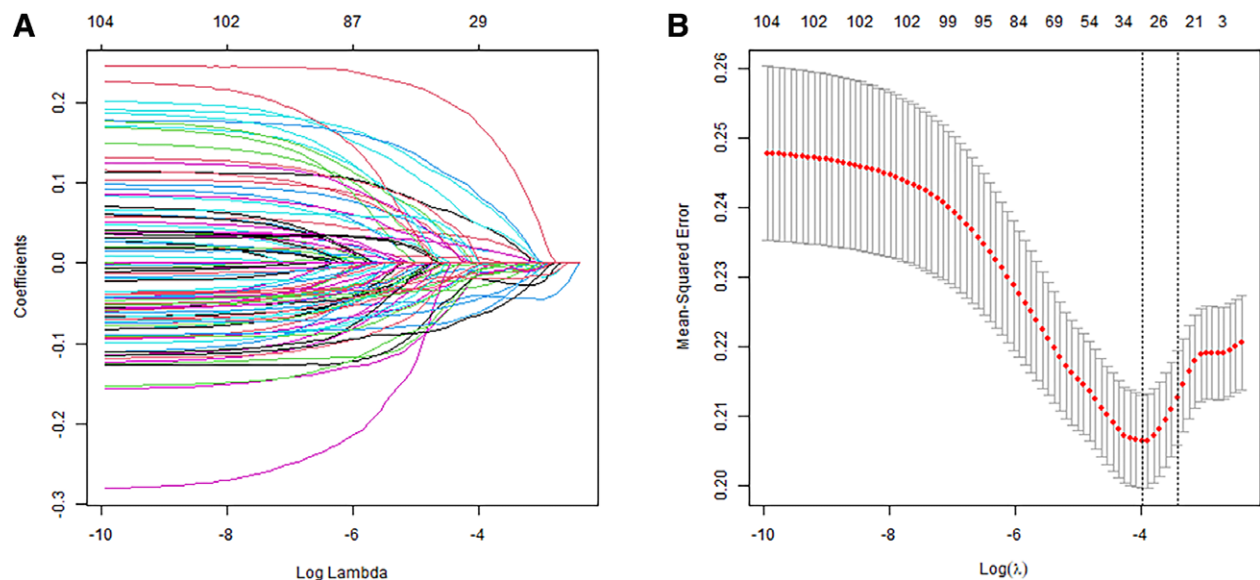 A
104 102 87 29
Coefficients
0.2
0.1
0.0
-0.1
-0.2
-0.3
-10 -8 -6 -4
Log Lambda
B
104 102 102 102 99 95 84 69 54 34 26 21 3
Mean-Squared Error
0.26
0.25
0.24
0.23
0.22
0.21
0.20
-10 -8 -6 -4
Log(λ)